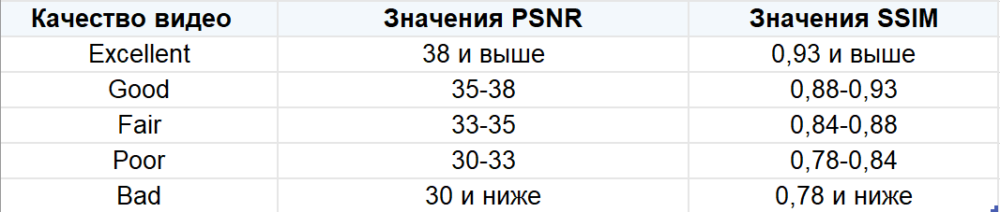 Качество видео Значения PSNR Значения SSIM
Excellent 38 и выше 0,93 и выше
Good 35-38 0,88-0,93
Fair 33-35 0,84-0,88
Poor 30-33 0,78-0,84
Bad 30 и ниже 0,78 и ниже